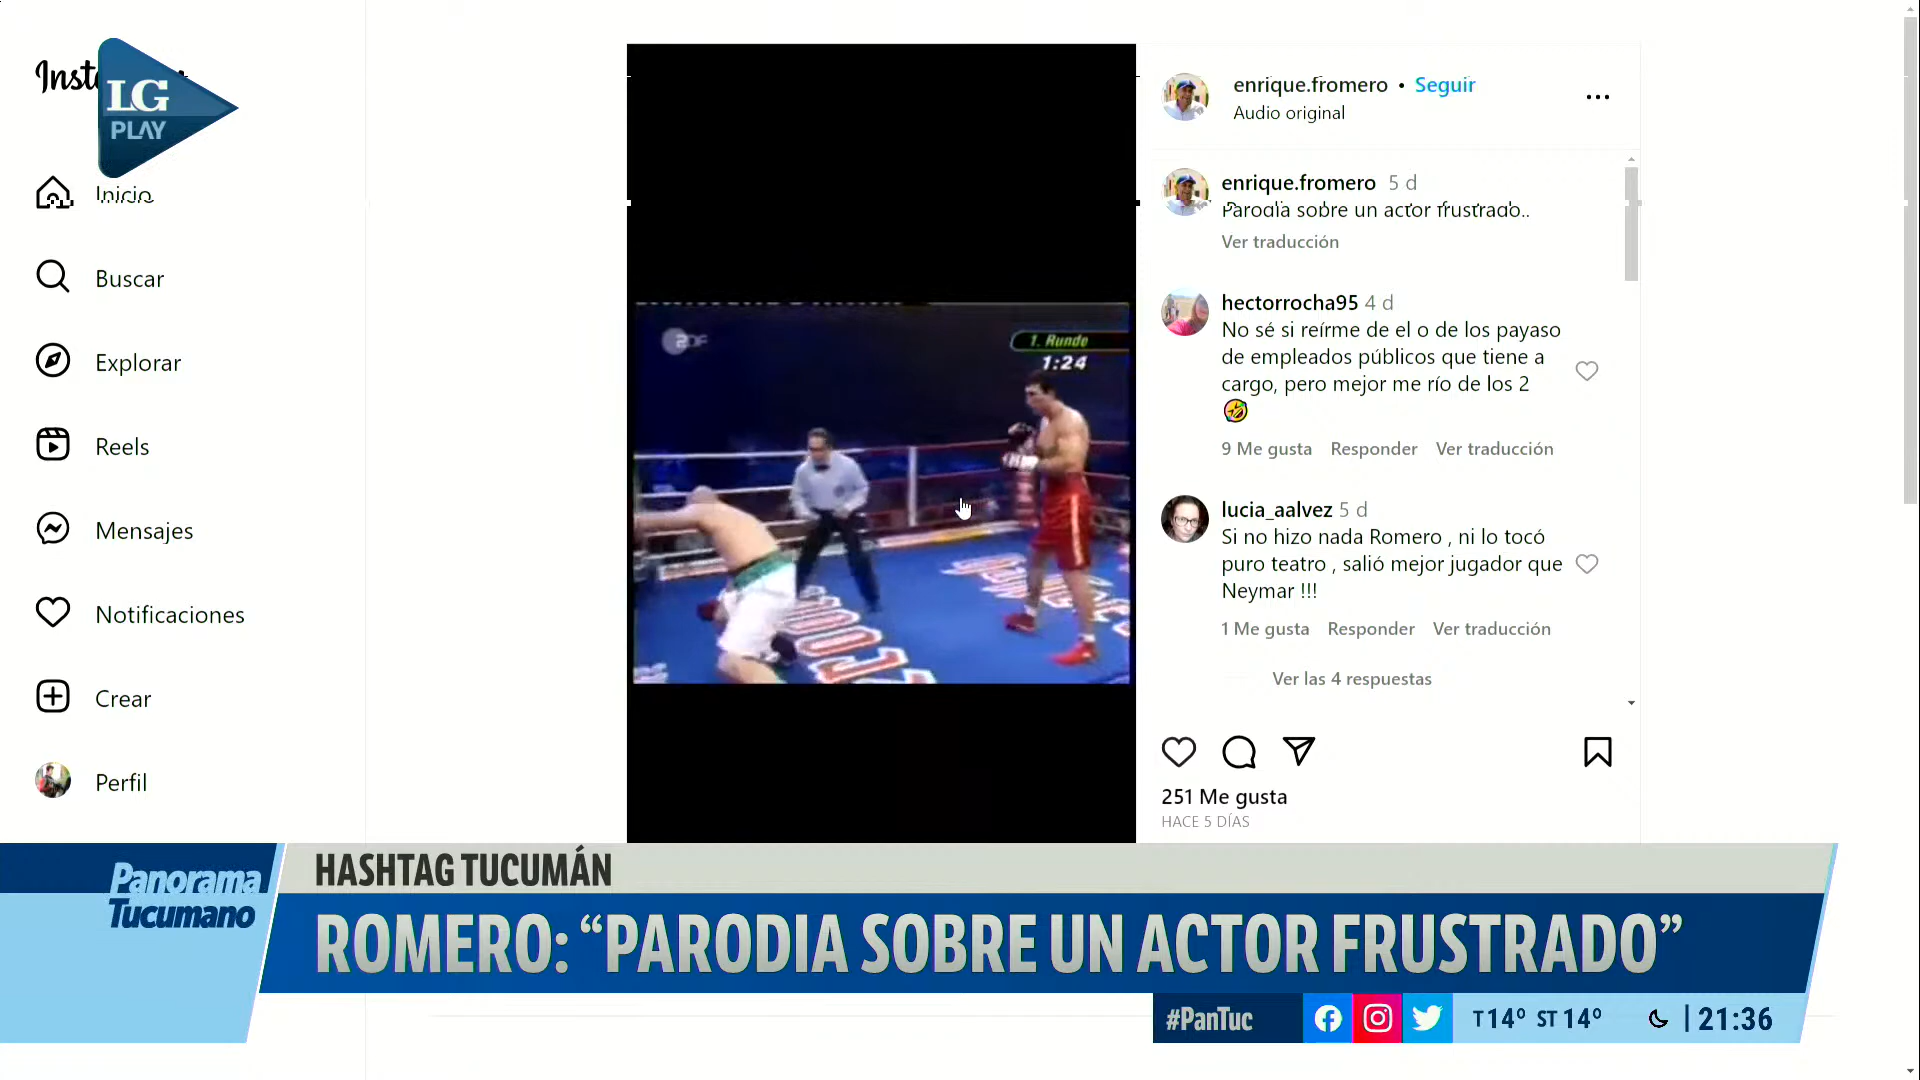 Inst
LG
PLAY
Inicio
Buscar
Explorar
Reels
Mensajes
Notificaciones
Crear
Perfil
ZDF
1. Runde
1:24
enrique.fromero • Seguir
Audio original
enrique.fromero 5 d
Parodia sobre un actor frustrado..
Ver traducción
hectorrocha95 4 d
No sé si reírme de el o de los payaso
de empleados públicos que tiene a
cargo, pero mejor me río de los 2
🤣
9 Me gusta Responder Ver traducción
lucia_aalvez 5 d
Si no hizo nada Romero , ni lo tocó
puro teatro , salió mejor jugador que
Neymar !!!
1 Me gusta Responder Ver traducción
Ver las 4 respuestas
251 Me gusta
HACE 5 DÍAS
Panorama
Tucumano
HASHTAG TUCUMÁN
ROMERO: “PARODIA SOBRE UN ACTOR FRUSTRADO”
#PanTuc
T 14º ST 14º
21:36